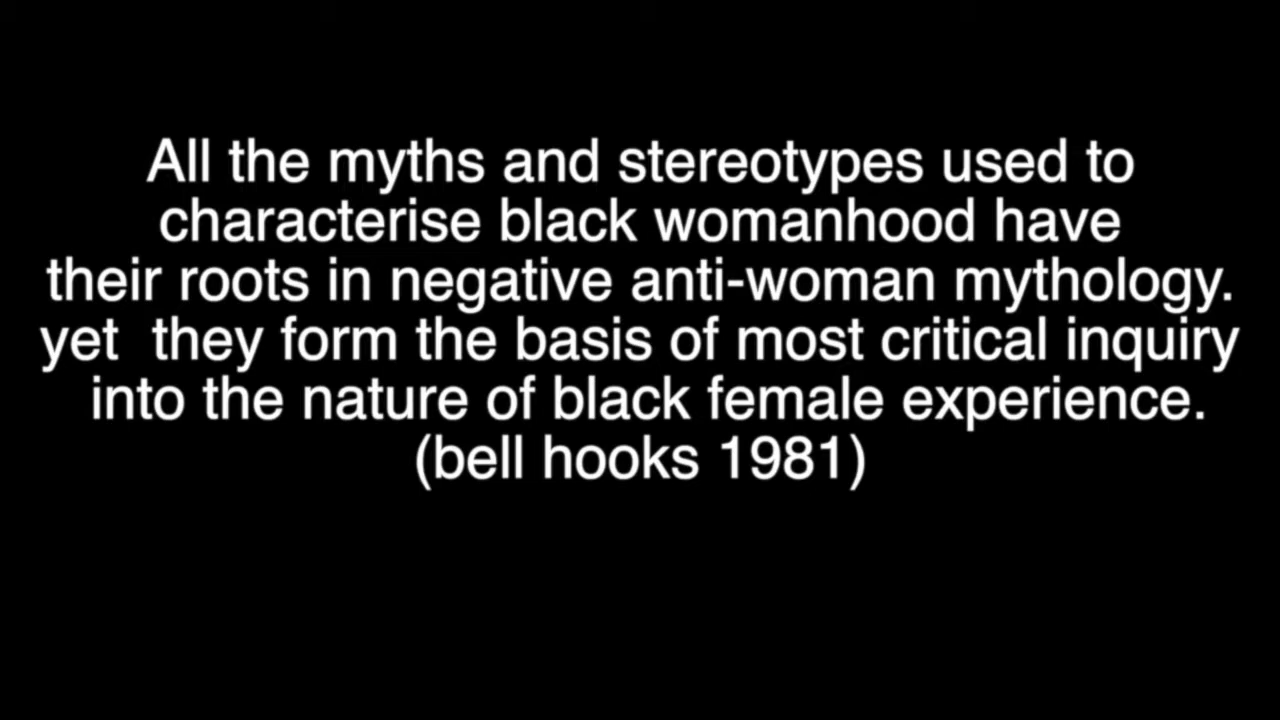 All the myths and stereotypes used to
characterise black womanhood have
their roots in negative anti-woman mythology.
yet  they form the basis of most critical inquiry
into the nature of black female experience.
(bell hooks 1981)